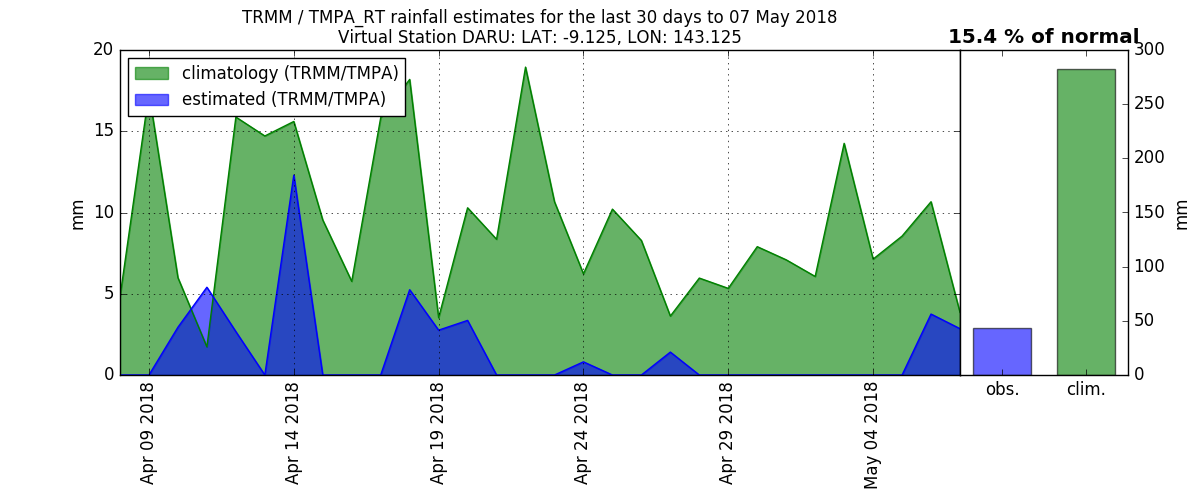 TRMM / TMPA_RT rainfall estimates for the last 30 days to 07 May 2018
Virtual Station DARU: LAT: -9.125, LON: 143.125
15.4 % of normal
climatology (TRMM/TMPA)
estimated (TRMM/TMPA)
20
15
10
5
0
mm
300
250
200
150
100
50
0
mm
Apr 09 2018
Apr 14 2018
Apr 19 2018
Apr 24 2018
Apr 29 2018
May 04 2018
obs.
clim.